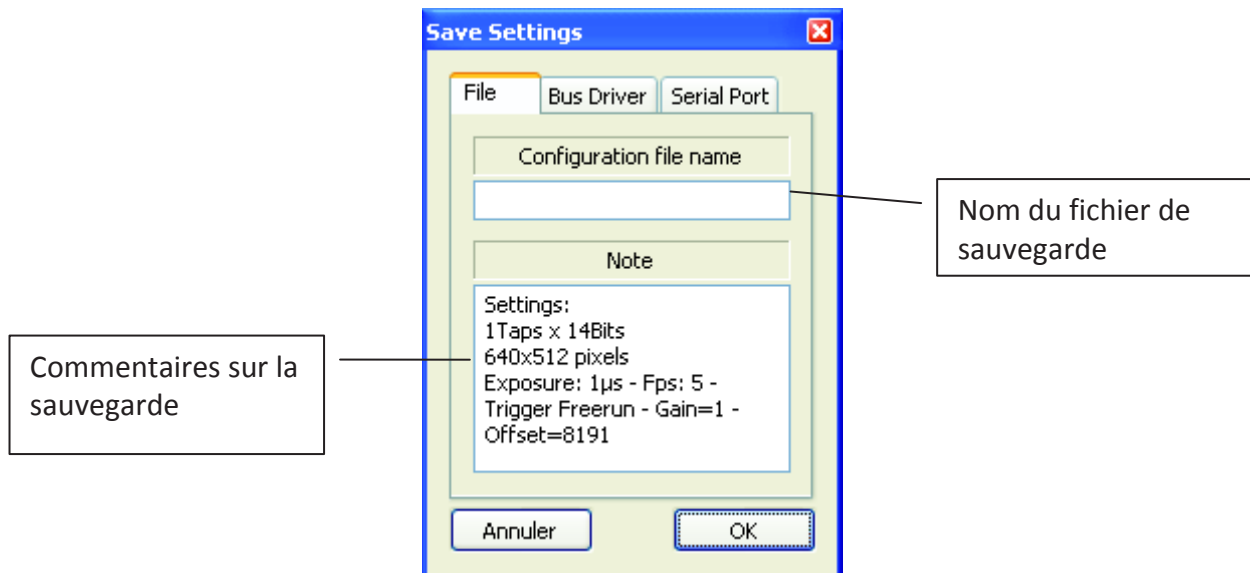 Save Settings
File
Bus Driver
Serial Port
Configuration file name
Nom du fichier de
sauvegarde
Note
Settings:
1Taps x 14Bits
640x512 pixels
Exposure: 1µs - Fps: 5 -
Trigger Freerun - Gain=1 -
Offset=8191
Commentaires sur la
sauvegarde
Annuler
OK